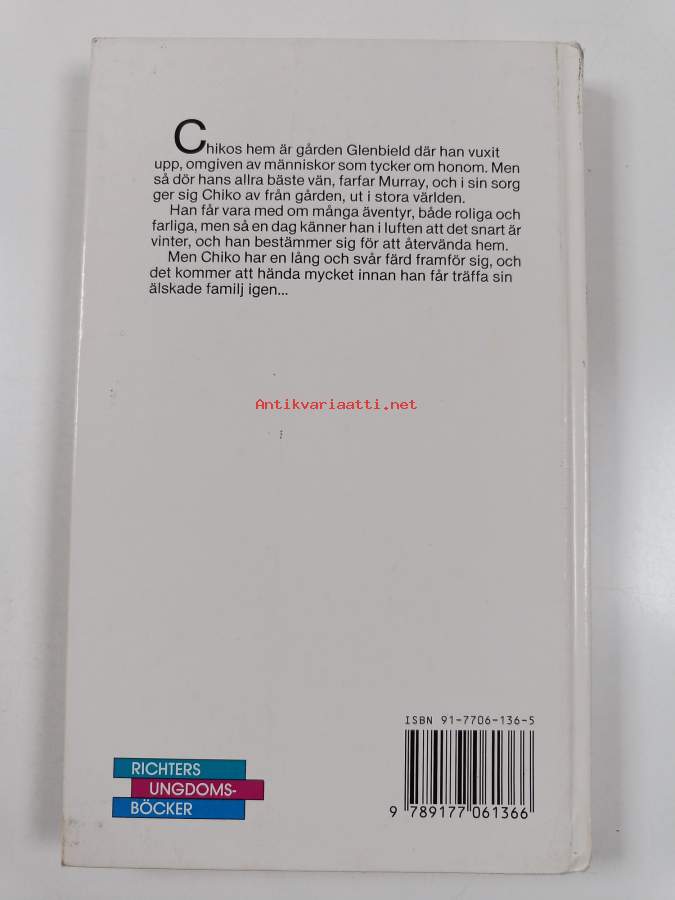 Chikos hem är gården Glenbield där han vuxit
upp, omgiven av människor som tycker om honom. Men
så dör hans allra bäste vän, farfar Murray, och i sin sorg
ger sig Chiko av från gården, ut i stora världen.
Han får vara med om många äventyr, både roliga och
farliga, men så en dag känner han i luften att det snart är
vinter, och han bestämmer sig för att återvända hem.
Men Chiko har en lång och svår färd framför sig, och
det kommer att hända mycket innan han får träffa sin
älskade familj igen...
Antikvariaatti.net
ISBN 91-7706-136-5
9 789177 061366
RICHTERS
UNGDOMS-
BÖCKER